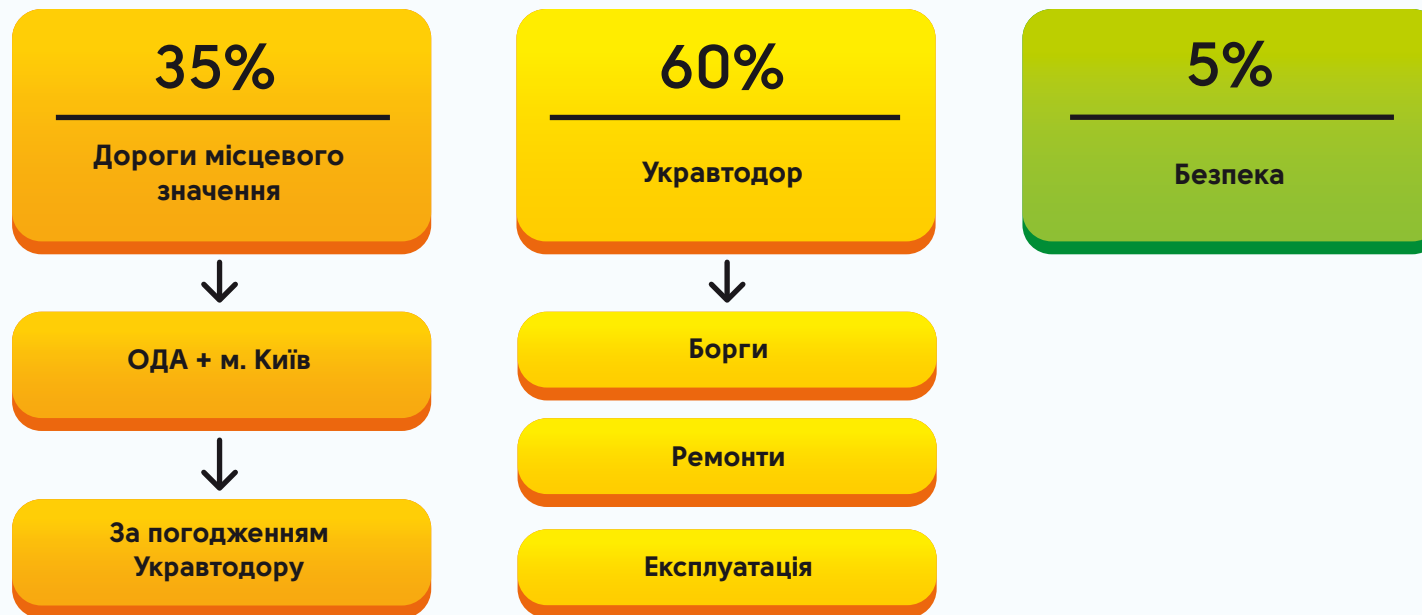 35%
Дороги місцевого
значення
ОДА + м. Київ
За погодженням
Укравтодору
60%
Укравтодор
Борги
Ремонти
Експлуатація
5%
Безпека